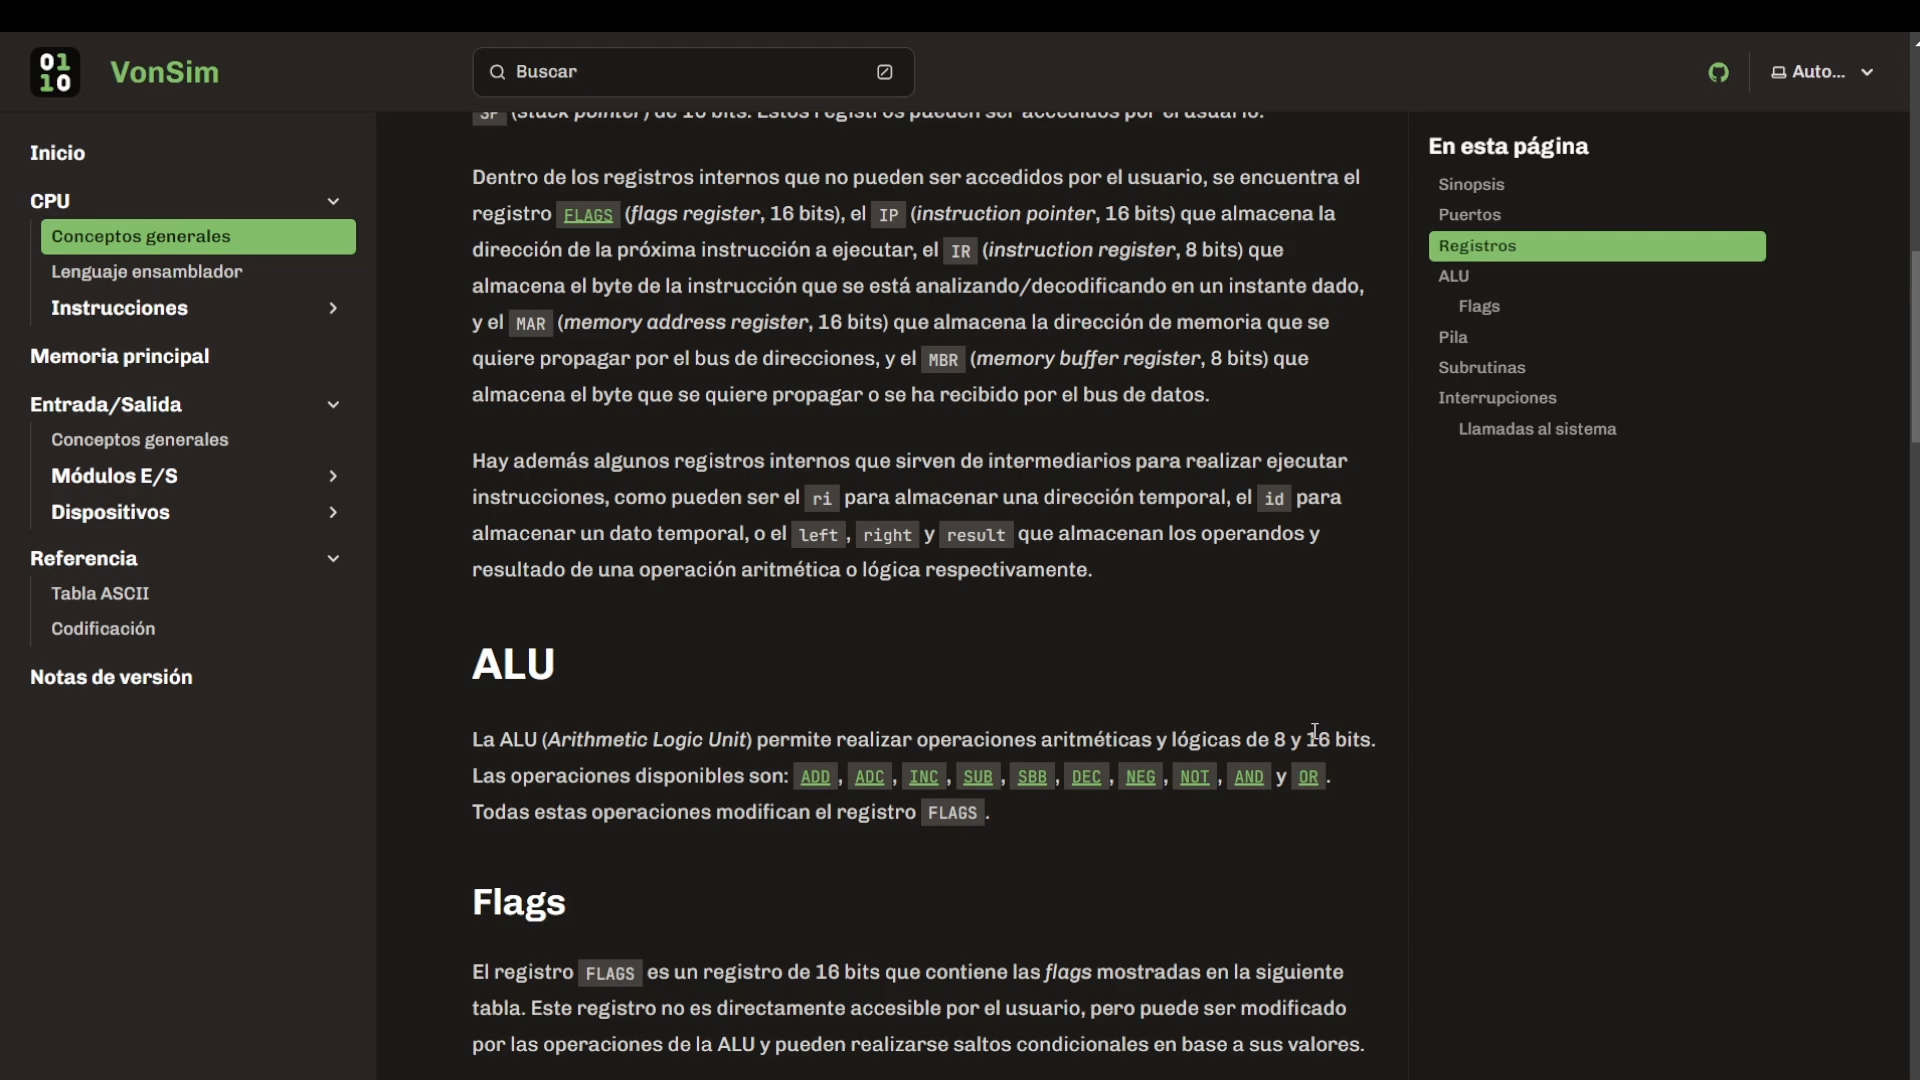 01
10
VonSim
Buscar
Auto...
Inicio
CPU
Conceptos generales
Lenguaje ensamblador
Instrucciones
Memoria principal
Entrada/Salida
Conceptos generales
Módulos E/S
Dispositivos
Referencia
Tabla ASCII
Codificación
Notas de versión
SP (stack pointer) de 16 bits. Estos registros pueden ser accedidos por el usuario.
Dentro de los registros internos que no pueden ser accedidos por el usuario, se encuentra el
registro FLAGS (flags register, 16 bits), el IP (instruction pointer, 16 bits) que almacena la
dirección de la próxima instrucción a ejecutar, el IR (instruction register, 8 bits) que
almacena el byte de la instrucción que se está analizando/decodificando en un instante dado,
y el MAR (memory address register, 16 bits) que almacena la dirección de memoria que se
quiere propagar por el bus de direcciones, y el MBR (memory buffer register, 8 bits) que
almacena el byte que se quiere propagar o se ha recibido por el bus de datos.
Hay además algunos registros internos que sirven de intermediarios para realizar ejecutar
instrucciones, como pueden ser el ri para almacenar una dirección temporal, el id para
almacenar un dato temporal, o el left, right y result que almacenan los operandos y
resultado de una operación aritmética o lógica respectivamente.
ALU
La ALU (Arithmetic Logic Unit) permite realizar operaciones aritméticas y lógicas de 8 y 16 bits.
Las operaciones disponibles son: ADD, ADC, INC, SUB, SBB, DEC, NEG, NOT, AND y OR.
Todas estas operaciones modifican el registro FLAGS.
Flags
El registro FLAGS es un registro de 16 bits que contiene las flags mostradas en la siguiente
tabla. Este registro no es directamente accesible por el usuario, pero puede ser modificado
por las operaciones de la ALU y pueden realizarse saltos condicionales en base a sus valores.
En esta página
Sinopsis
Puertos
Registros
ALU
Flags
Pila
Subrutinas
Interrupciones
Llamadas al sistema